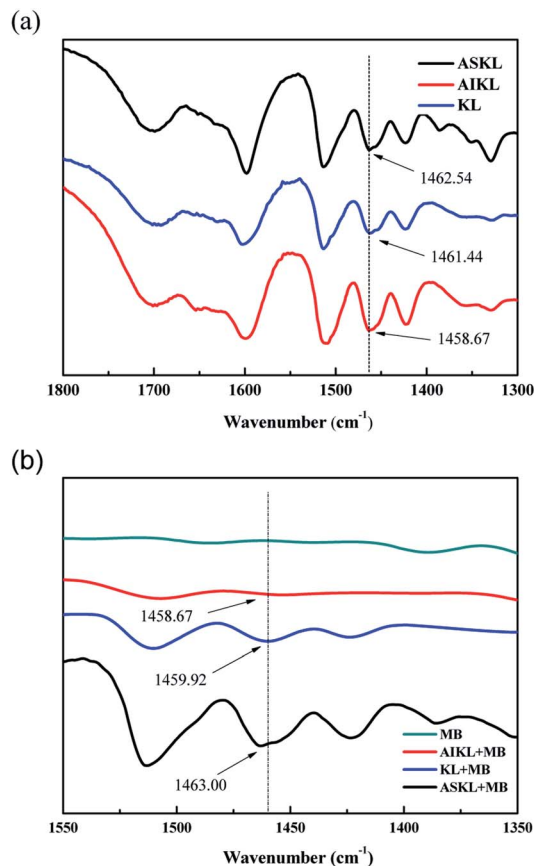 (a)
ASKL
AIKL
KL
1462.54
1461.44
1458.67
1800 1700 1600 1500 1400 1300
Wavenumber (cm⁻¹)
(b)
1458.67
1459.92
1463.00
MB
AIKL+MB
KL+MB
ASKL+MB
1550 1500 1450 1400 1350
Wavenumber (cm⁻¹)